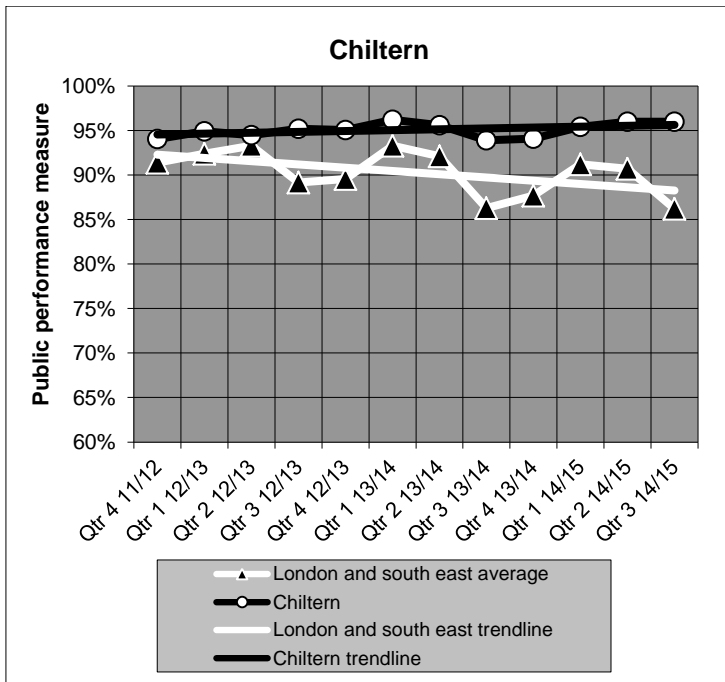 Chiltern
100%
95%
90%
85%
80%
75%
70%
65%
60%
Public performance measure
Qtr 4 11/12
Qtr 1 12/13
Qtr 2 12/13
Qtr 3 12/13
Qtr 4 12/13
Qtr 1 13/14
Qtr 2 13/14
Qtr 3 13/14
Qtr 4 13/14
Qtr 1 14/15
Qtr 2 14/15
Qtr 3 14/15
London and south east average
Chiltern
London and south east trendline
Chiltern trendline